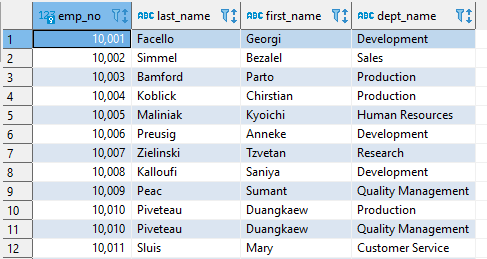 123 emp_no ABC last_name ABC first_name ABC dept_name
1 10,001 Facello Georgi Development
2 10,002 Simmel Bezalel Sales
3 10,003 Bamford Parto Production
4 10,004 Koblick Chirstian Production
5 10,005 Maliniak Kyoichi Human Resources
6 10,006 Preusig Anneke Development
7 10,007 Zielinski Tzvetan Research
8 10,008 Kalloufi Saniya Development
9 10,009 Peac Sumant Quality Management
10 10,010 Piveteau Duangkaew Production
11 10,010 Piveteau Duangkaew Quality Management
12 10,011 Sluis Mary Customer Service